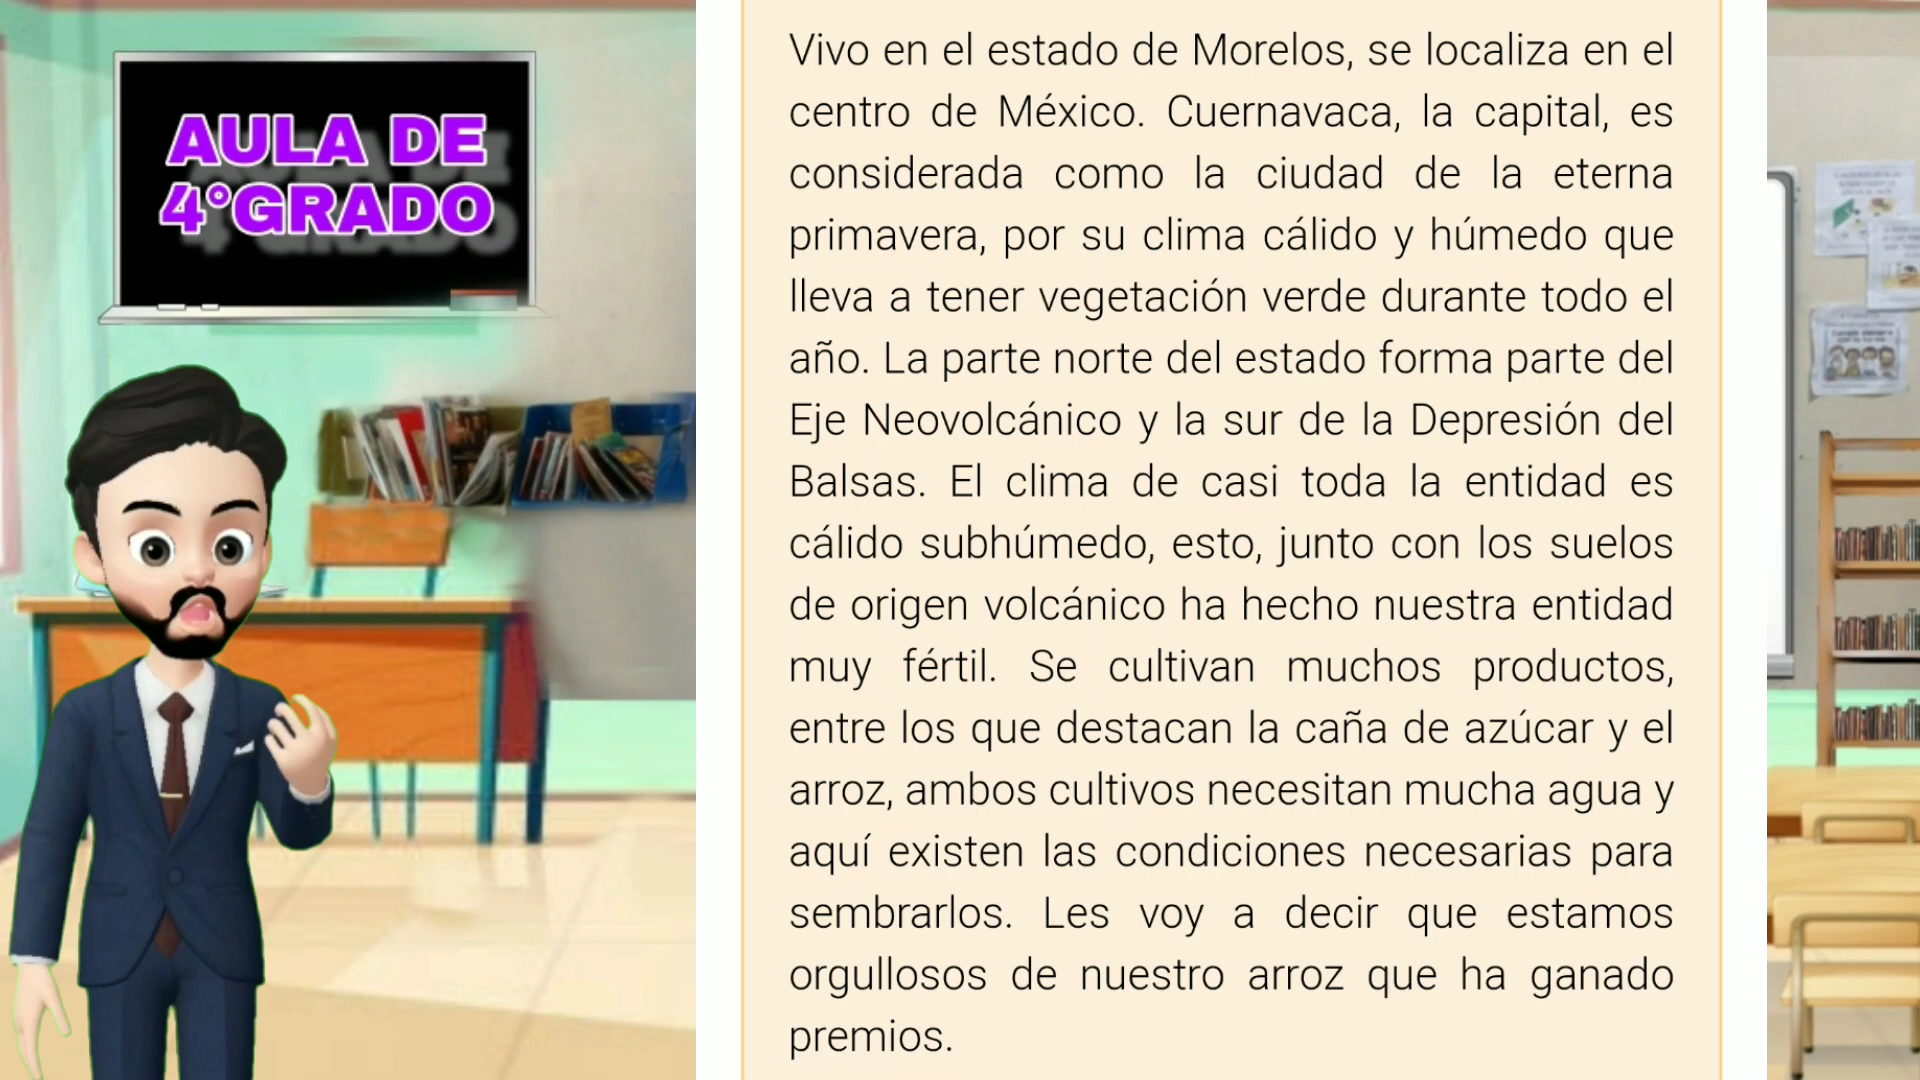 AULA DE
4°GRADO
Vivo en el estado de Morelos, se localiza en el
centro de México. Cuernavaca, la capital, es
considerada como la ciudad de la eterna
primavera, por su clima cálido y húmedo que
lleva a tener vegetación verde durante todo el
año. La parte norte del estado forma parte del
Eje Neovolcánico y la sur de la Depresión del
Balsas. El clima de casi toda la entidad es
cálido subhúmedo, esto, junto con los suelos
de origen volcánico ha hecho nuestra entidad
muy fértil. Se cultivan muchos productos,
entre los que destacan la caña de azúcar y el
arroz, ambos cultivos necesitan mucha agua y
aquí existen las condiciones necesarias para
sembrarlos. Les voy a decir que estamos
orgullosos de nuestro arroz que ha ganado
premios.